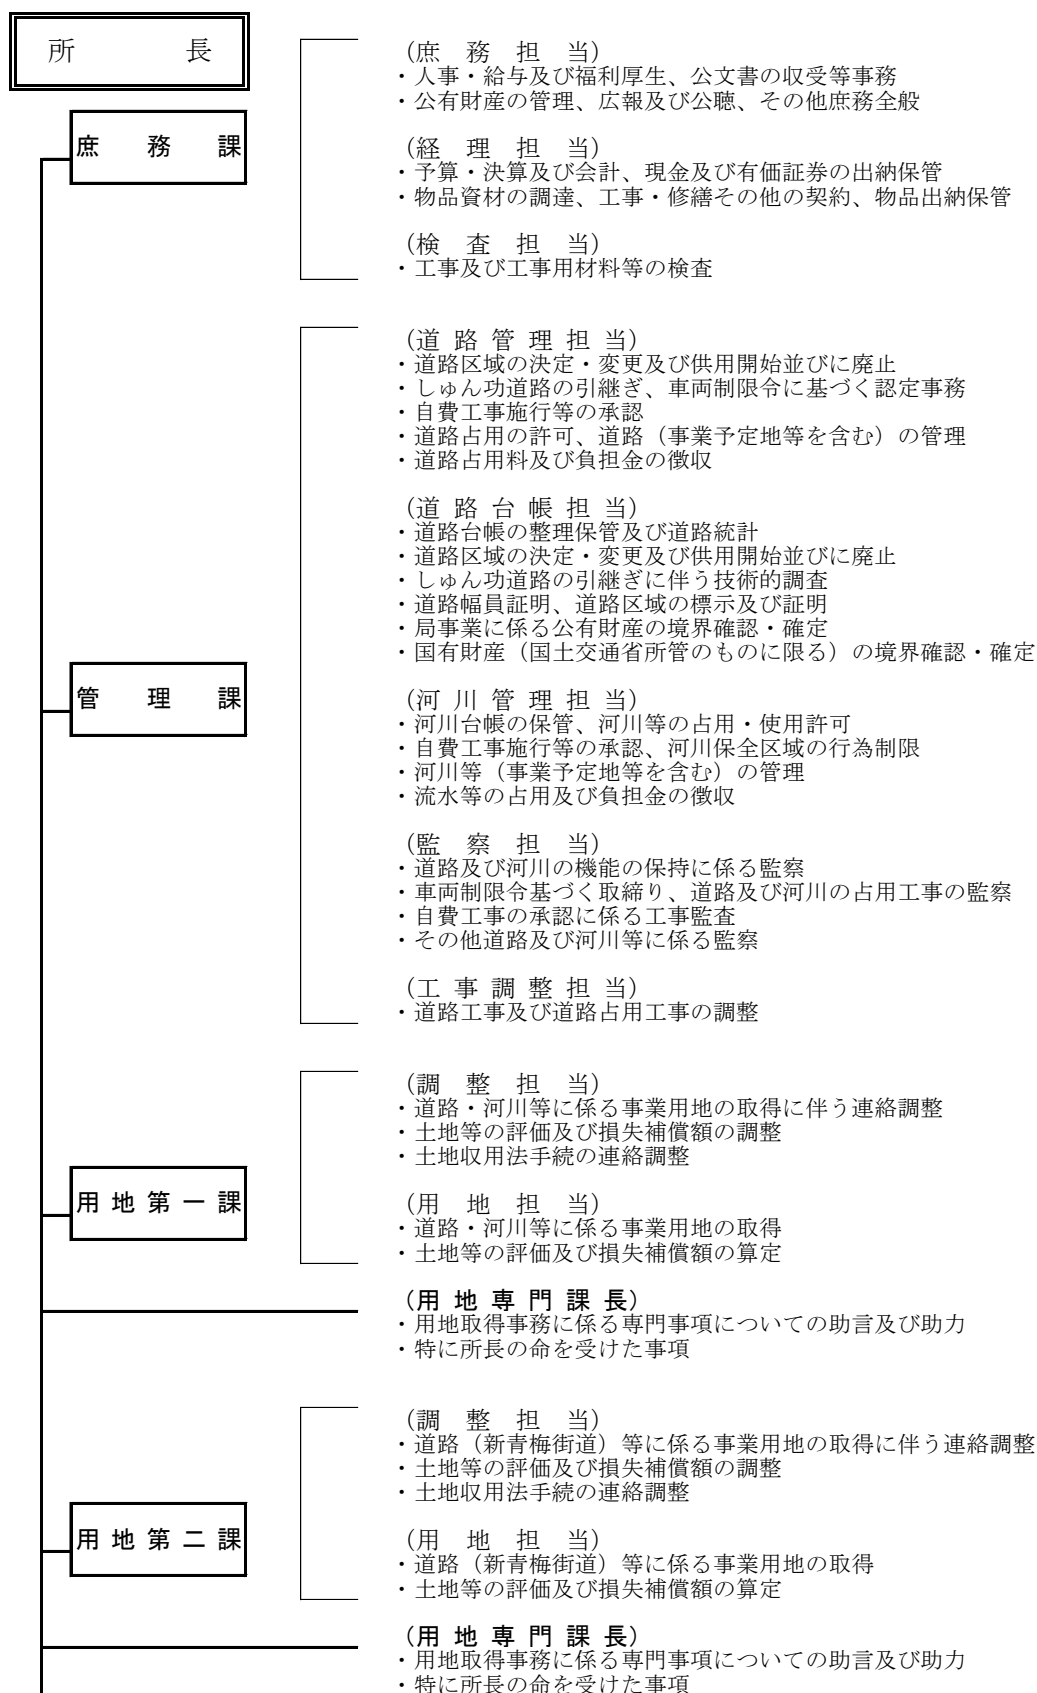 所　　長
(庶　務　担　当)
・人事・給与及び福利厚生、公文書の収受等事務
・公有財産の管理、広報及び公聴、その他庶務全般
庶　務　課
(経　理　担　当)
・予算・決算及び会計、現金及び有価証券の出納保管
・物品資材の調達、工事・修繕その他の契約、物品出納保管
(検　査　担　当)
・工事及び工事用材料等の検査
(道 路 管 理 担 当)
・道路区域の決定・変更及び供用開始並びに廃止
・しゅん功道路の引継ぎ、車両制限令に基づく認定事務
・自費工事施行等の承認
・道路占用の許可、道路（事業予定地等を含む）の管理
・道路占用料及び負担金の徴収
(道 路 台 帳 担 当)
・道路台帳の整理保管及び道路統計
・道路区域の決定・変更及び供用開始並びに廃止
・しゅん功道路の引継ぎに伴う技術的調査
・道路幅員証明、道路区域の標示及び証明
・局事業に係る公有財産の境界確認・確定
・国有財産（国土交通省所管のものに限る）の境界確認・確定
管　理　課
(河 川 管 理 担 当)
・河川台帳の保管、河川等の占用・使用許可
・自費工事施行等の承認、河川保全区域の行為制限
・河川等（事業予定地等を含む）の管理
・流水等の占用及び負担金の徴収
(監　察　担　当)
・道路及び河川の機能の保持に係る監察
・車両制限令基づく取締り、道路及び河川の占用工事の監察
・自費工事の承認に係る工事監査
・その他道路及び河川等に係る監察
(工 事 調 整 担 当)
・道路工事及び道路占用工事の調整
(調　整　担　当)
・道路・河川等に係る事業用地の取得に伴う連絡調整
・土地等の評価及び損失補償額の調整
・土地収用法手続の連絡調整
用 地 第 一 課
(用　地　担　当)
・道路・河川等に係る事業用地の取得
・土地等の評価及び損失補償額の算定
(用 地 専 門 課 長)
・用地取得事務に係る専門事項についての助言及び助力
・特に所長の命を受けた事項
(調　整　担　当)
・道路（新青梅街道）等に係る事業用地の取得に伴う連絡調整
・土地等の評価及び損失補償額の調整
・土地収用法手続の連絡調整
用 地 第 二 課
(用　地　担　当)
・道路（新青梅街道）等に係る事業用地の取得
・土地等の評価及び損失補償額の算定
(用 地 専 門 課 長)
・用地取得事務に係る専門事項についての助言及び助力
・特に所長の命を受けた事項